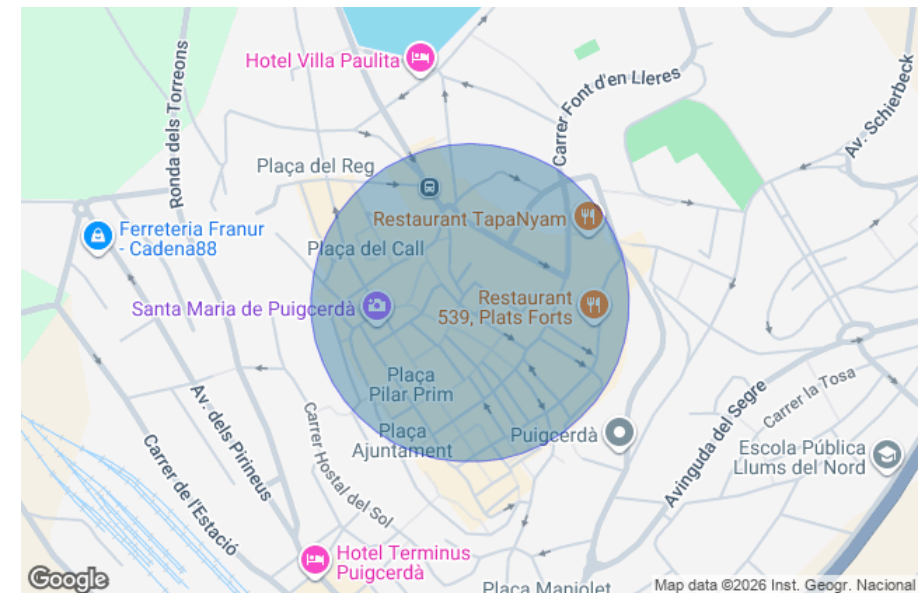 Hotel Villa Paulita
Ronda dels Torreons
Carrer Font d'en Lleres
Av. Schierbeck
Plaça del Reg
Restaurant TapaNyam
Ferreteria Franur
- Cadena88
Plaça del Call
Santa Maria de Puigcerdà
Restaurant
539, Plats Forts
Plaça
Pilar Prim
Plaça
Ajuntament
Puigcerdà
Av. dels Pirineus
Carrer Hostal del Sol
Carrer de l'Estació
Avinguda del Segre
Carrer la Tosa
Escola Pública
Llums del Nord
Hotel Terminus
Puigcerdà
Plaça Maniolet
Google
Map data ©2026 Inst. Geogr. Nacional